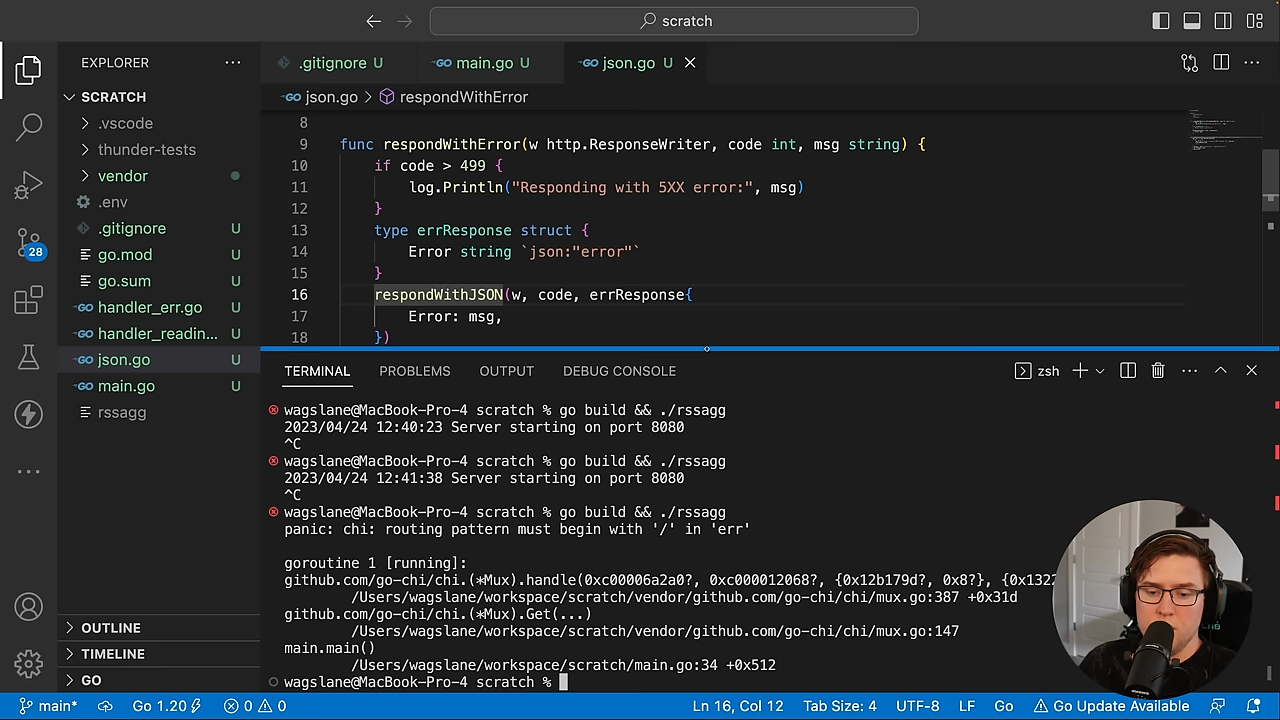 scratch
EXPLORER
SCRATCH
.vscode
thunder-tests
vendor
.env
.gitignore U
go.mod U
go.sum U
handler_err.go U
handler_readin... U
json.go U
main.go U
rssagg
OUTLINE
TIMELINE
GO
28
.gitignore U
main.go U
json.go U
json.go > respondWithError
8
9 func respondWithError(w http.ResponseWriter, code int, msg string) {
10 if code > 499 {
11 log.Println("Responding with 5XX error:", msg)
12 }
13 type errResponse struct {
14 Error string `json:"error"`
15 }
16 respondWithJSON(w, code, errResponse{
17 Error: msg,
18 })
TERMINAL PROBLEMS OUTPUT DEBUG CONSOLE zsh
wagslane@MacBook-Pro-4 scratch % go build && ./rssagg
2023/04/24 12:40:23 Server starting on port 8080
^C
wagslane@MacBook-Pro-4 scratch % go build && ./rssagg
2023/04/24 12:41:38 Server starting on port 8080
^C
wagslane@MacBook-Pro-4 scratch % go build && ./rssagg
panic: chi: routing pattern must begin with '/' in 'err'
goroutine 1 [running]:
github.com/go-chi/chi.(*Mux).handle(0xc00006a2a0?, 0xc000012068?, {0x12b179d?, 0x8?}, {0x1322
/Users/wagslane/workspace/scratch/vendor/github.com/go-chi/chi/mux.go:387 +0x31d
github.com/go-chi/chi.(*Mux).Get(...)
/Users/wagslane/workspace/scratch/vendor/github.com/go-chi/chi/mux.go:147
main.main()
/Users/wagslane/workspace/scratch/main.go:34 +0x512
wagslane@MacBook-Pro-4 scratch %
main* Go 1.20 0 0 Ln 16, Col 12 Tab Size: 4 UTF-8 LF Go Go Update Available